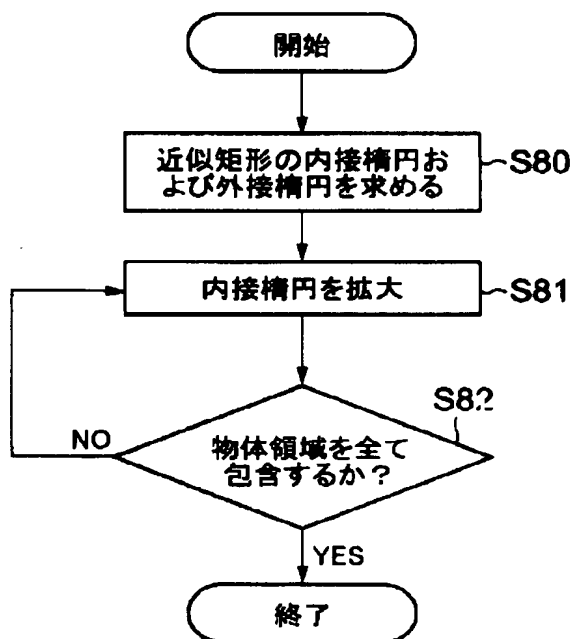 開始
近似矩形の内接楕円お
よび外接楕円を求める
S80
内接楕円を拡大
S81
S82
NO
物体領域を全て
包含するか？
YES
終了